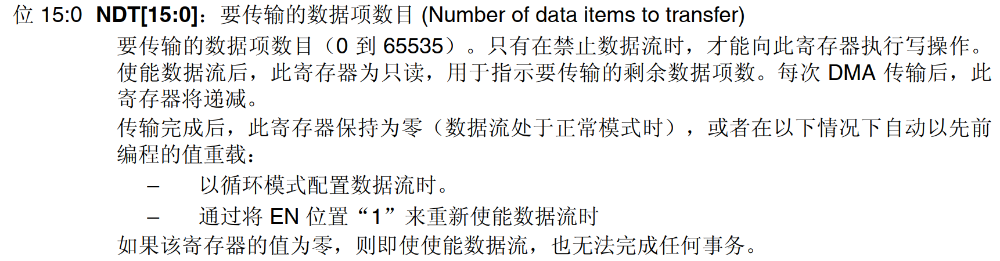 位 15:0 NDT[15:0]：要传输的数据项数目 (Number of data items to transfer)
要传输的数据项数目（0 到 65535）。只有在禁止数据流时，才能向此寄存器执行写操作。
使能数据流后，此寄存器为只读，用于指示要传输的剩余数据项数。每次 DMA 传输后，此
寄存器将递减。
传输完成后，此寄存器保持为零（数据流处于正常模式时），或者在以下情况下自动以先前
编程的值重载：
– 以循环模式配置数据流时。
– 通过将 EN 位置“1”来重新使能数据流时
如果该寄存器的值为零，则即使使能数据流，也无法完成任何事务。